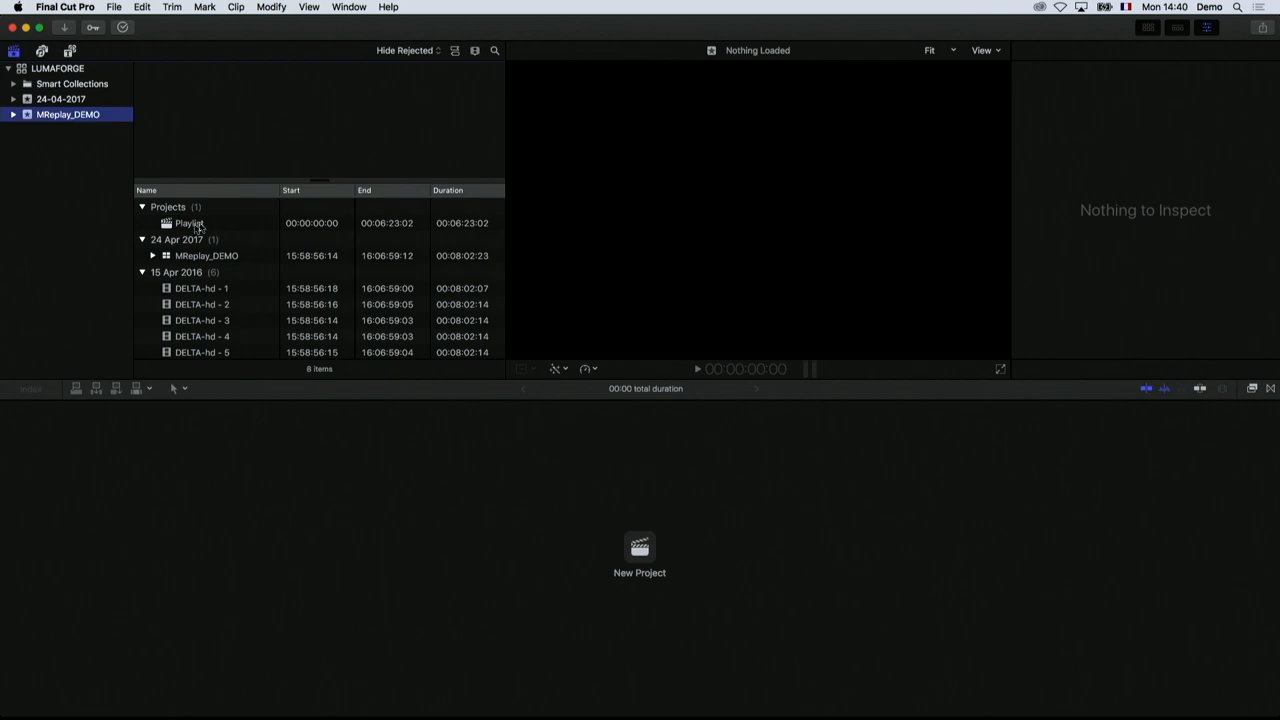 Final Cut Pro File Edit Trim Mark Clip Modify View Window Help Mon 14:40 Demo
Hide Rejected Nothing Loaded Fit View
LUMAFORGE
Smart Collections
24-04-2017
MReplay_DEMO
Name Start End Duration
Projects (1)
Playlist 00:00:00:00 00:06:23:02 00:06:23:02
24 Apr 2017 (1)
MReplay_DEMO 15:58:56:14 16:06:59:12 00:08:02:23
15 Apr 2016 (6)
DELTA-hd - 1 15:58:56:18 16:06:59:00 00:08:02:07
DELTA-hd - 2 15:58:56:16 16:06:59:05 00:08:02:14
DELTA-hd - 3 15:58:56:14 16:06:59:03 00:08:02:14
DELTA-hd - 4 15:58:56:14 16:06:59:03 00:08:02:14
DELTA-hd - 5 15:58:56:15 16:06:59:04 00:08:02:14
8 items
00:00:00:00
Nothing to Inspect
Index 00:00 total duration
New Project